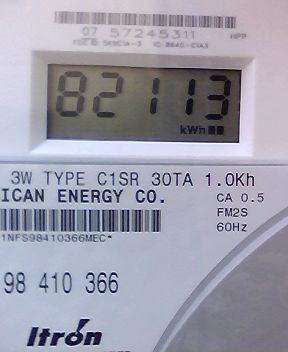 07 57245311 HPP
82113
kWh
3W TYPE C1SR 30TA 1.0Kh
ICAN ENERGY CO.
CA 0.5
FM2S
60Hz
1NFS98410366MEC*
98 410 366
Itron